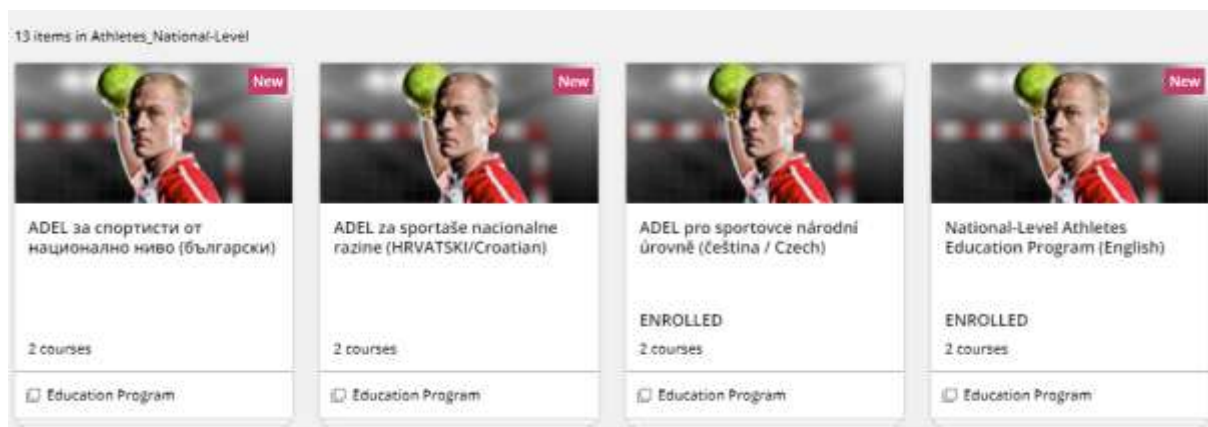 13 items in Athletes_National-Level
New
ADEL за спортисти от
национално ниво (български)
2 courses
Education Program
New
ADEL za sportaše nacionalne
razine (HRVATSKI/Croatian)
2 courses
Education Program
ADEL pro sportovce národní
úrovně (čeština / Czech)
ENROLLED
2 courses
Education Program
New
National-Level Athletes
Education Program (English)
ENROLLED
2 courses
Education Program